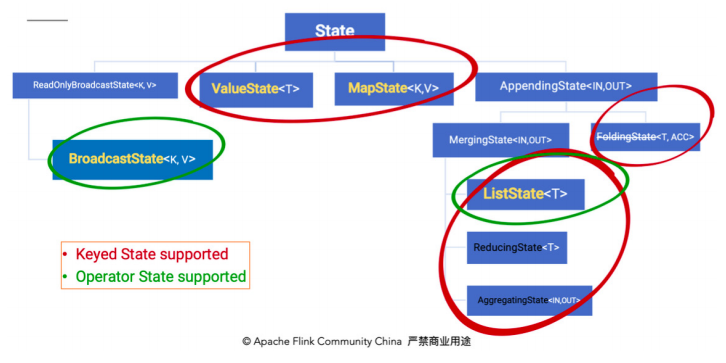 State
ReadOnlyBroadcastState<K, V>
ValueState<T>
MapState<K,V>
AppendingState<IN,OUT>
BroadcastState<K, V>
MergingState<IN,OUT>
FoldingState<T, ACC>
ListState<T>
ReducingState<T>
AggregatingState<IN,OUT>
• Keyed State supported
• Operator State supported
© Apache Flink Community China 严禁商业用途